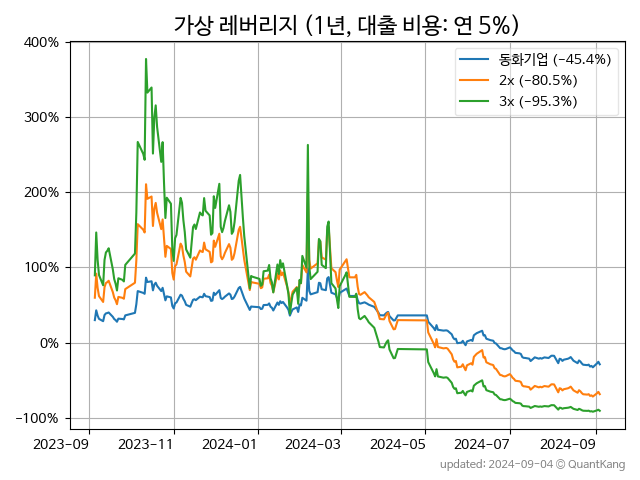 가상 레버리지 (1년, 대출 비용: 연 5%)
400%
300%
200%
100%
0%
−100%
동화기업 (-45.4%)
2x (-80.5%)
3x (-95.3%)
2023-09
2023-11
2024-01
2024-03
2024-05
2024-07
2024-09
updated: 2024-09-04 © QuantKang